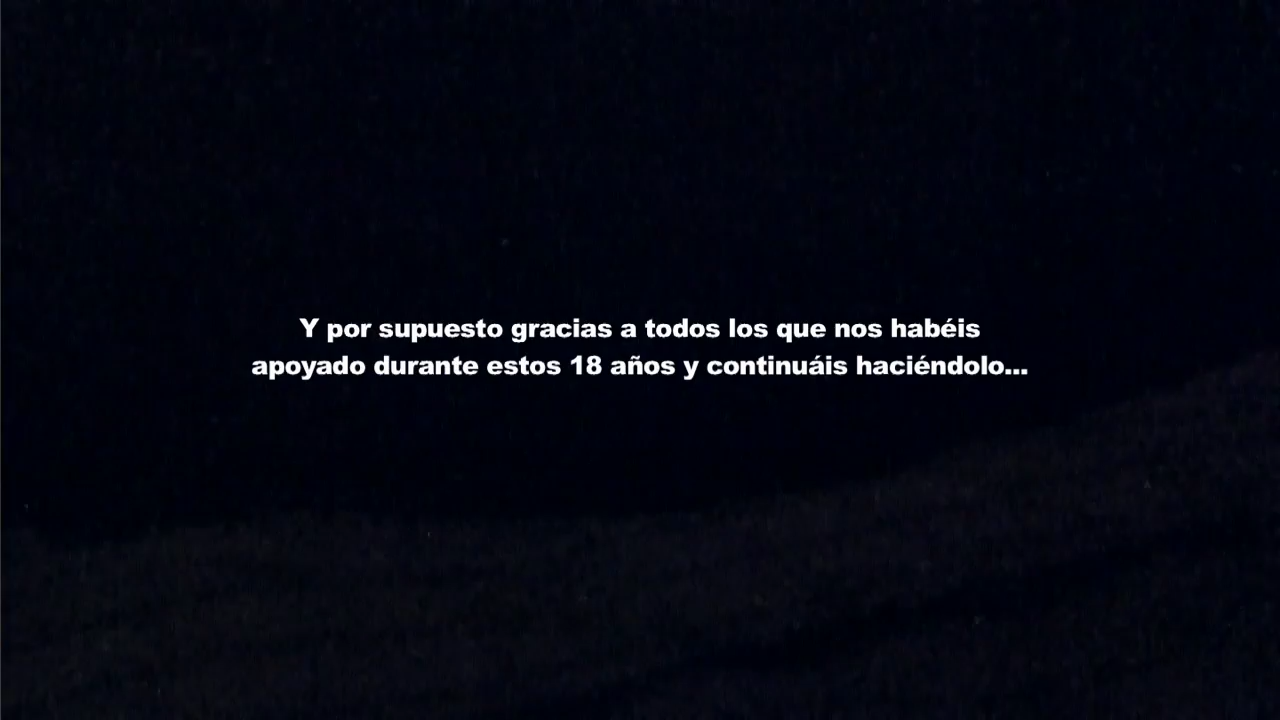 Y por supuesto gracias a todos los que nos habéis
apoyado durante estos 18 años y continuáis haciéndolo...